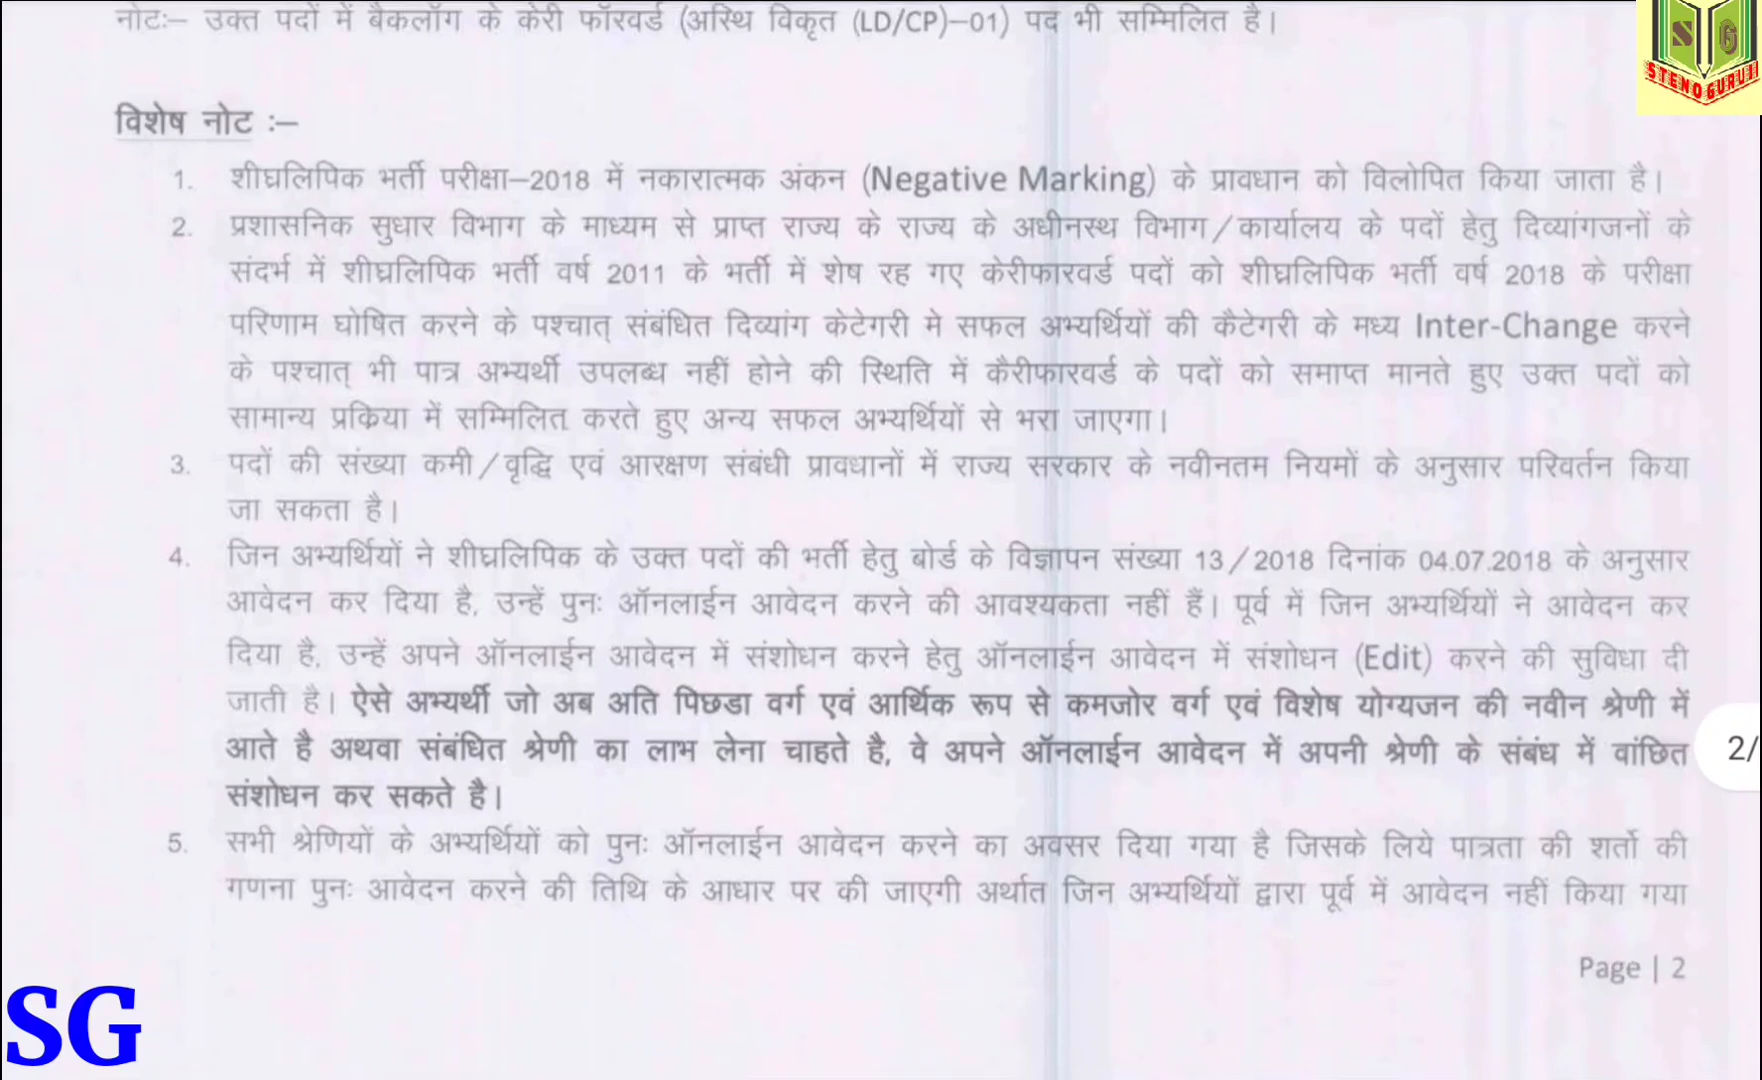 नोटः– उक्त पदों में बैकलॉग के केरी फॉरवर्ड (अस्थि विकृत (LD/CP)–01) पद भी सम्मिलित है।
S G
STENOGURUJI
विशेष नोट :–
1. शीघ्रलिपिक भर्ती परीक्षा–2018 में नकारात्मक अंकन (Negative Marking) के प्रावधान को विलोपित किया जाता है।
2. प्रशासनिक सुधार विभाग के माध्यम से प्राप्त राज्य के राज्य के अधीनस्थ विभाग/कार्यालय के पदों हेतु दिव्यांगजनों के
संदर्भ में शीघ्रलिपिक भर्ती वर्ष 2011 के भर्ती में शेष रह गए केरीफारवर्ड पदों को शीघ्रलिपिक भर्ती वर्ष 2018 के परीक्षा
परिणाम घोषित करने के पश्चात् संबंधित दिव्यांग केटेगरी मे सफल अभ्यर्थियों की कैटेगरी के मध्य Inter-Change करने
के पश्चात् भी पात्र अभ्यर्थी उपलब्ध नहीं होने की स्थिति में कैरीफारवर्ड के पदों को समाप्त मानते हुए उक्त पदों को
सामान्य प्रक्रिया में सम्मिलित करते हुए अन्य सफल अभ्यर्थियों से भरा जाएगा।
3. पदों की संख्या कमी/वृद्धि एवं आरक्षण संबंधी प्रावधानों में राज्य सरकार के नवीनतम नियमों के अनुसार परिवर्तन किया
जा सकता है।
4. जिन अभ्यर्थियों ने शीघ्रलिपिक के उक्त पदों की भर्ती हेतु बोर्ड के विज्ञापन संख्या 13/2018 दिनांक 04.07.2018 के अनुसार
आवेदन कर दिया है, उन्हें पुनः ऑनलाईन आवेदन करने की आवश्यकता नहीं हैं। पूर्व में जिन अभ्यर्थियों ने आवेदन कर
दिया है, उन्हें अपने ऑनलाईन आवेदन में संशोधन करने हेतु ऑनलाईन आवेदन में संशोधन (Edit) करने की सुविधा दी
जाती है। ऐसे अभ्यर्थी जो अब अति पिछडा वर्ग एवं आर्थिक रूप से कमजोर वर्ग एवं विशेष योग्यजन की नवीन श्रेणी में
आते है अथवा संबंधित श्रेणी का लाभ लेना चाहते है, वे अपने ऑनलाईन आवेदन में अपनी श्रेणी के संबंध में वांछित
संशोधन कर सकते है।
2/
5. सभी श्रेणियों के अभ्यर्थियों को पुनः ऑनलाईन आवेदन करने का अवसर दिया गया है जिसके लिये पात्रता की शर्तो की
गणना पुनः आवेदन करने की तिथि के आधार पर की जाएगी अर्थात जिन अभ्यर्थियों द्वारा पूर्व में आवेदन नहीं किया गया
Page | 2
SG